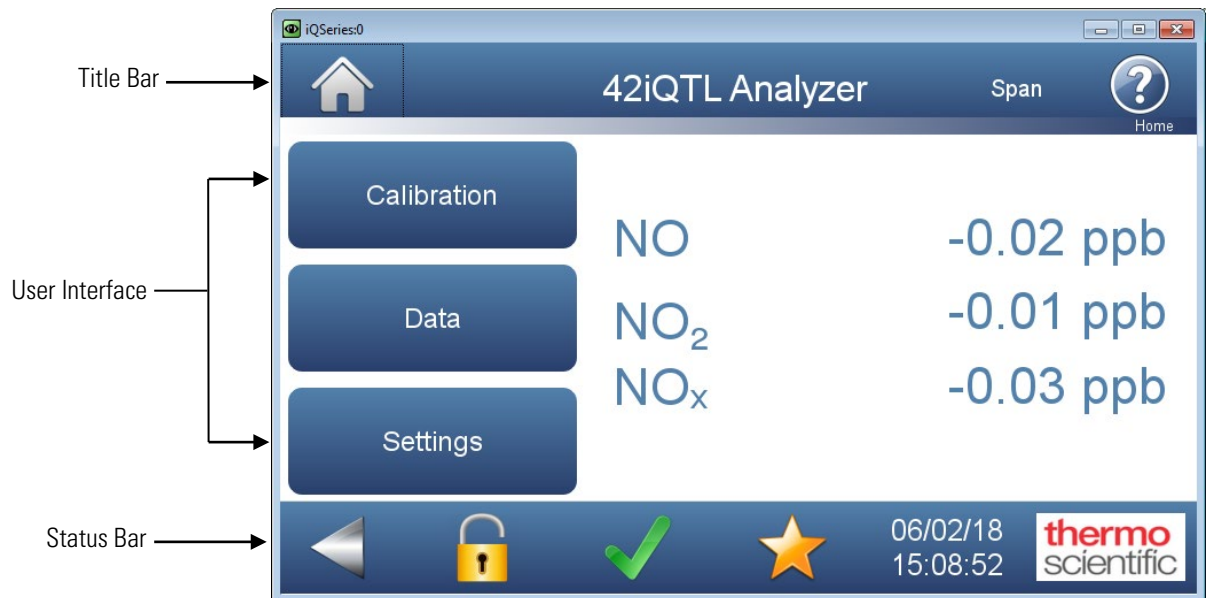 iQSeries:0
Title Bar
42iQTL Analyzer
Span
?
Home
User Interface
Calibration
Data
Settings
NO -0.02 ppb
NO₂ -0.01 ppb
NOₓ -0.03 ppb
Status Bar
06/02/18
15:08:52
thermo
scientific